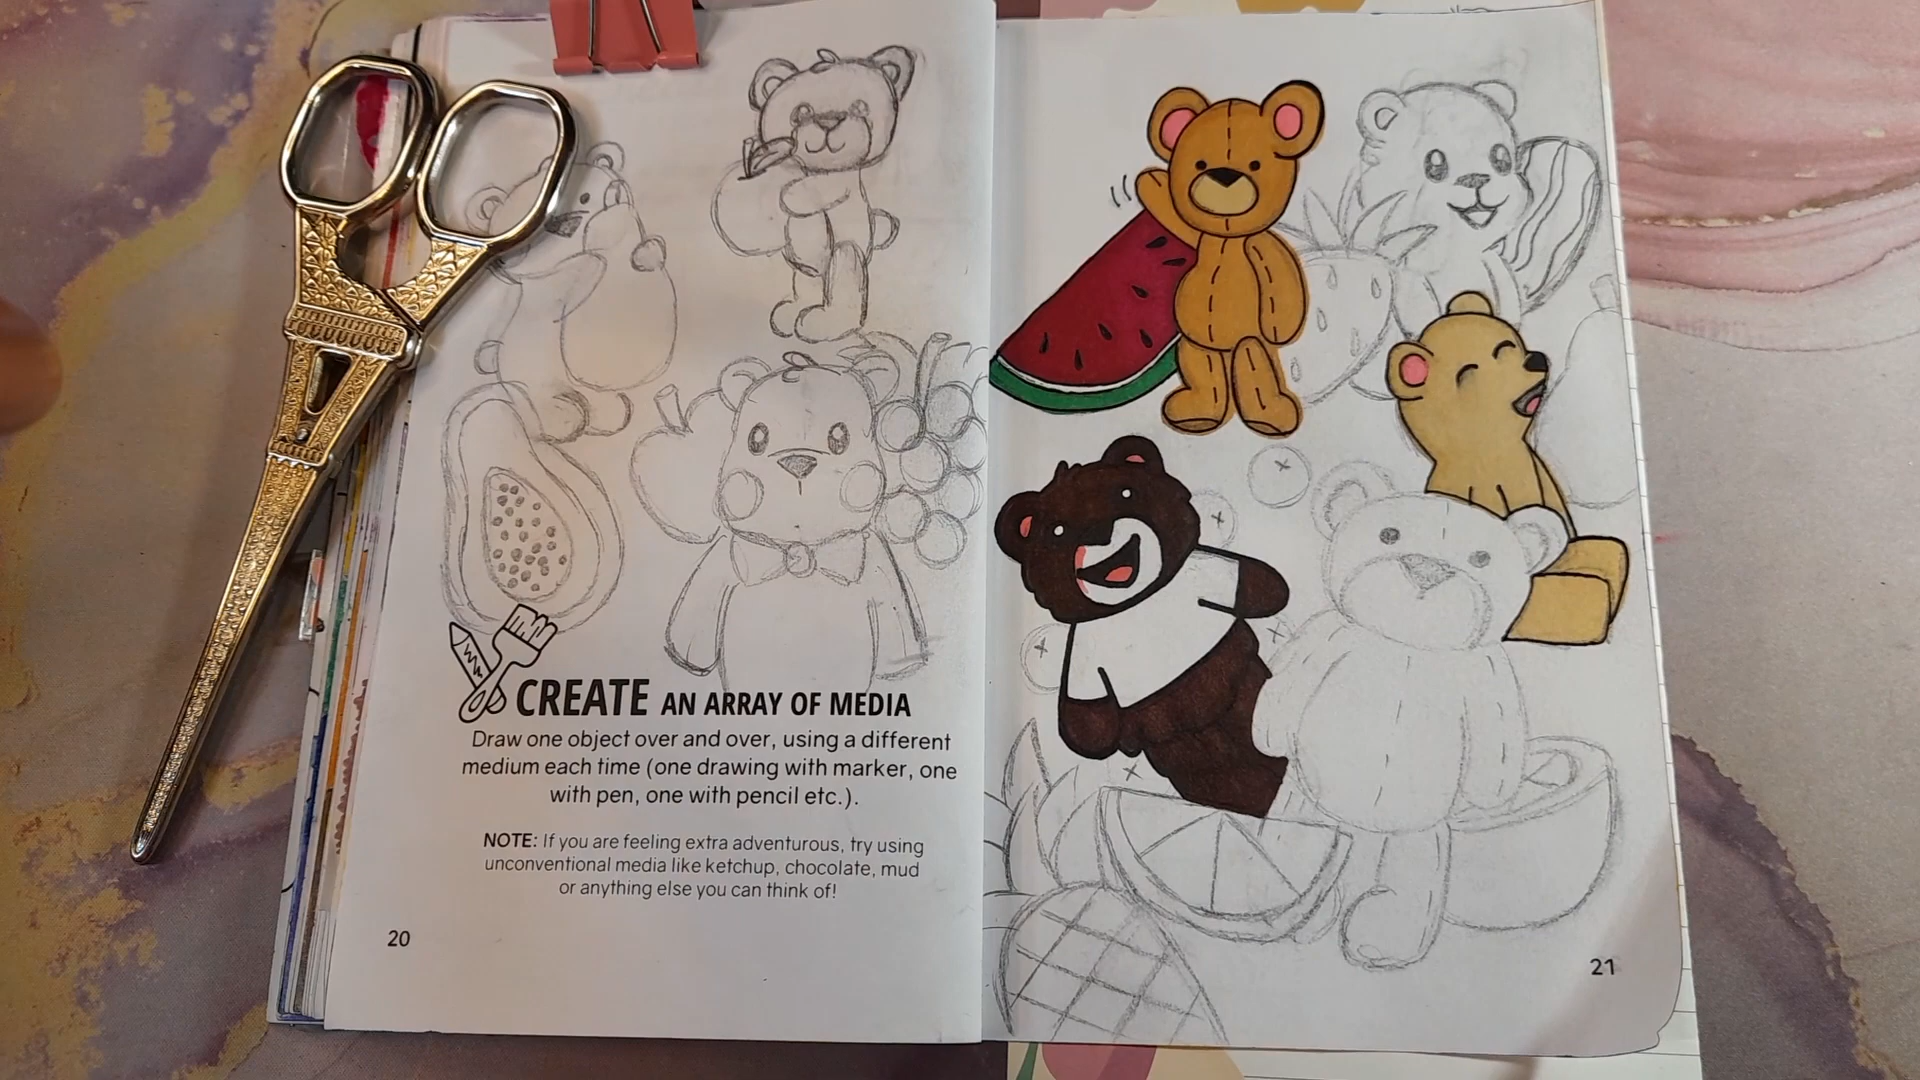 CREATE AN ARRAY OF MEDIA
Draw one object over and over, using a different
medium each time (one drawing with marker, one
with pen, one with pencil etc.).
NOTE: If you are feeling extra adventurous, try using
unconventional media like ketchup, chocolate, mud
or anything else you can think of!
20
21